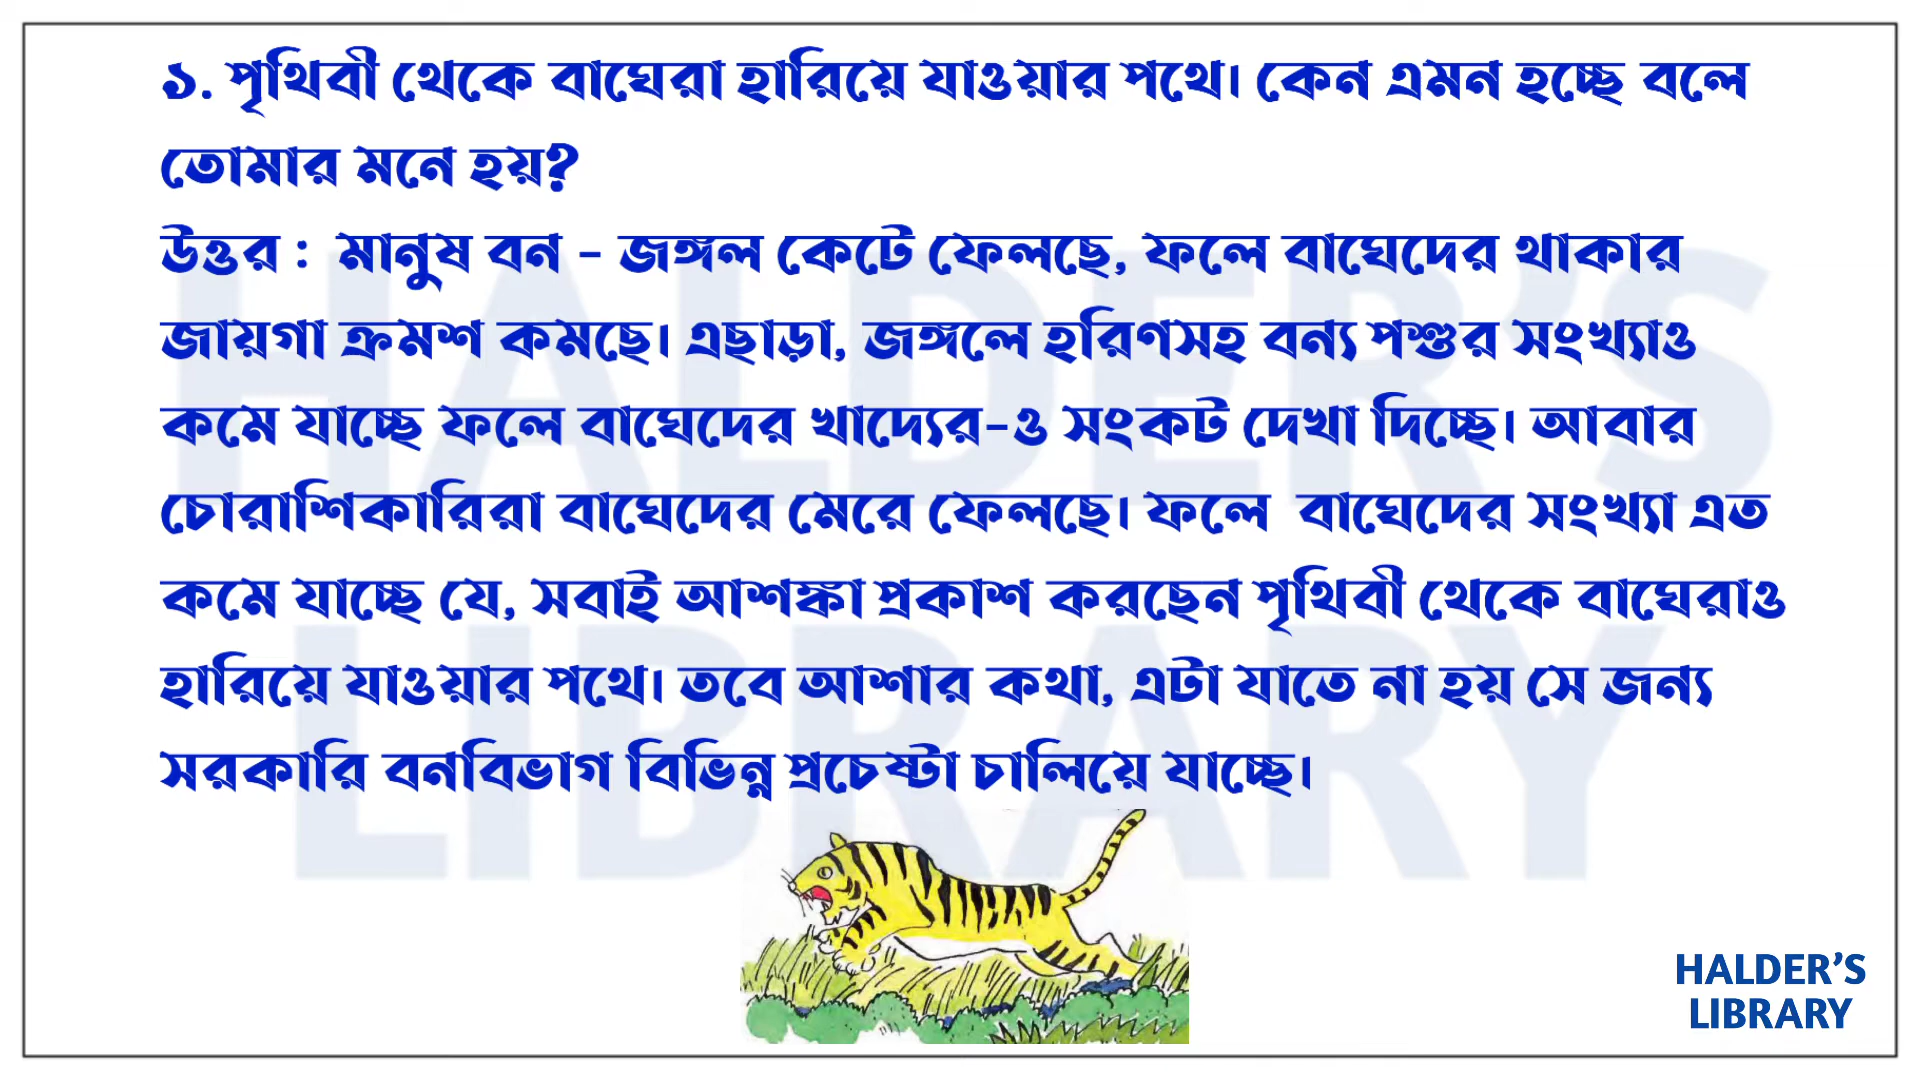 ১. পৃথিবী থেকে বাঘেরা হারিয়ে যাওয়ার পথে। কেন এমন হচ্ছে বলে
তোমার মনে হয়?
উত্তর : মানুষ বন - জঙ্গল কেটে ফেলছে, ফলে বাঘেদের থাকার
জায়গা ক্রমশ কমছে। এছাড়া, জঙ্গলে হরিণসহ বন্য পশুর সংখ্যাও
কমে যাচ্ছে ফলে বাঘেদের খাদ্যের-ও সংকট দেখা দিচ্ছে। আবার
চোরাশিকারিরা বাঘেদের মেরে ফেলছে। ফলে বাঘেদের সংখ্যা এত
কমে যাচ্ছে যে, সবাই আশঙ্কা প্রকাশ করছেন পৃথিবী থেকে বাঘেরাও
হারিয়ে যাওয়ার পথে। তবে আশার কথা, এটা যাতে না হয় সে জন্য
সরকারি বনবিভাগ বিভিন্ন প্রচেষ্টা চালিয়ে যাচ্ছে।
HALDER'S
LIBRARY
HALDER'S
LIBRARY